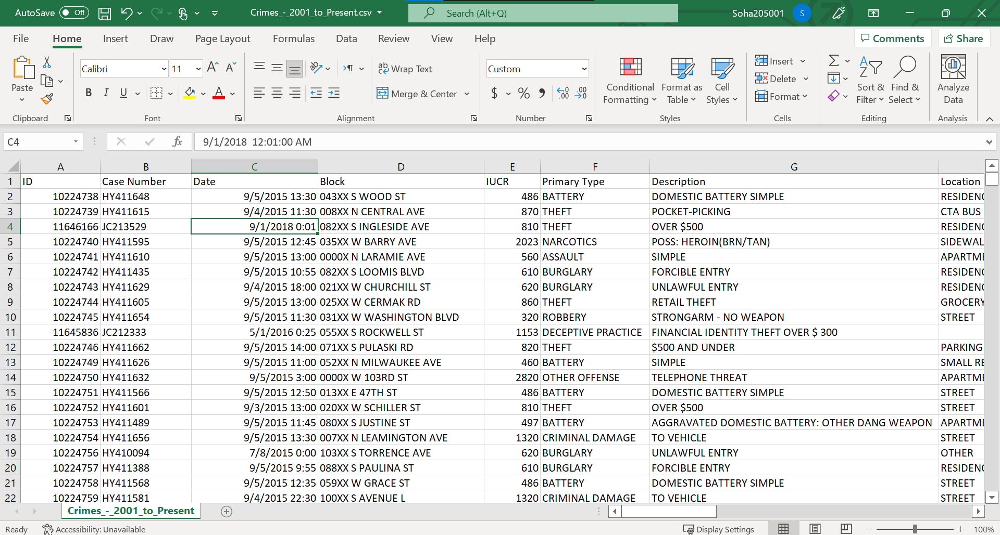 AutoSave Off Crimes_-_2001_to_Present.csv Search (Alt+Q) Soha205001 S
File Home Insert Draw Page Layout Formulas Data Review View Help Comments Share
Paste
Clipboard
Calibri 11
B I U A
Font
Wrap Text
Merge & Center
Alignment
Custom
$ % .00
Number
Conditional Formatting
Format as Table
Cell Styles
Styles
Insert
Delete
Format
Cells
Sort & Filter
Find & Select
Editing
Analyze Data
Analysis
C4 fx 9/1/2018 12:01:00 AM
A B C D E F G
1 ID Case Number Date Block IUCR Primary Type Description Location
2 10224738 HY411648 9/5/2015 13:30 043XX S WOOD ST 486 BATTERY DOMESTIC BATTERY SIMPLE RESIDENC
3 10224739 HY411615 9/4/2015 11:30 008XX N CENTRAL AVE 870 THEFT POCKET-PICKING CTA BUS
4 11646166 JC213529 9/1/2018 0:01 082XX S INGLESIDE AVE 810 THEFT OVER $500 RESIDENC
5 10224740 HY411595 9/5/2015 12:45 035XX W BARRY AVE 2023 NARCOTICS POSS: HEROIN(BRN/TAN) SIDEWAL
6 10224741 HY411610 9/5/2015 13:00 0000X N LARAMIE AVE 560 ASSAULT SIMPLE APARTME
7 10224742 HY411435 9/5/2015 10:55 082XX S LOOMIS BLVD 610 BURGLARY FORCIBLE ENTRY RESIDENC
8 10224743 HY411629 9/4/2015 18:00 021XX W CHURCHILL ST 620 BURGLARY UNLAWFUL ENTRY RESIDENC
9 10224744 HY411605 9/5/2015 13:00 025XX W CERMAK RD 860 THEFT RETAIL THEFT GROCERY
10 10224745 HY411654 9/5/2015 11:30 031XX W WASHINGTON BLVD 320 ROBBERY STRONGARM - NO WEAPON STREET
11 11645836 JC212333 5/1/2016 0:25 055XX S ROCKWELL ST 1153 DECEPTIVE PRACTICE FINANCIAL IDENTITY THEFT OVER $ 300
12 10224746 HY411662 9/5/2015 14:00 071XX S PULASKI RD 820 THEFT $500 AND UNDER PARKING
13 10224749 HY411626 9/5/2015 11:00 052XX N MILWAUKEE AVE 460 BATTERY SIMPLE SMALL RE
14 10224750 HY411632 9/5/2015 3:00 0000X W 103RD ST 2820 OTHER OFFENSE TELEPHONE THREAT APARTME
15 10224751 HY411566 9/5/2015 12:50 013XX E 47TH ST 486 BATTERY DOMESTIC BATTERY SIMPLE STREET
16 10224752 HY411601 9/3/2015 13:00 020XX W SCHILLER ST 810 THEFT OVER $500 STREET
17 10224753 HY411489 9/5/2015 11:45 080XX S JUSTINE ST 497 BATTERY AGGRAVATED DOMESTIC BATTERY: OTHER DANG WEAPON APARTME
18 10224754 HY411656 9/5/2015 13:30 007XX N LEAMINGTON AVE 1320 CRIMINAL DAMAGE TO VEHICLE STREET
19 10224756 HY410094 7/8/2015 0:00 103XX S TORRENCE AVE 620 BURGLARY UNLAWFUL ENTRY OTHER
20 10224757 HY411388 9/5/2015 9:55 088XX S PAULINA ST 610 BURGLARY FORCIBLE ENTRY RESIDENC
21 10224758 HY411568 9/5/2015 12:35 059XX W GRACE ST 486 BATTERY DOMESTIC BATTERY SIMPLE STREET
22 10224759 HY411581 9/4/2015 22:30 100XX S AVENUE L 1320 CRIMINAL DAMAGE TO VEHICLE STREET
Crimes_-_2001_to_Present
Ready Accessibility: Unavailable Display Settings 100%